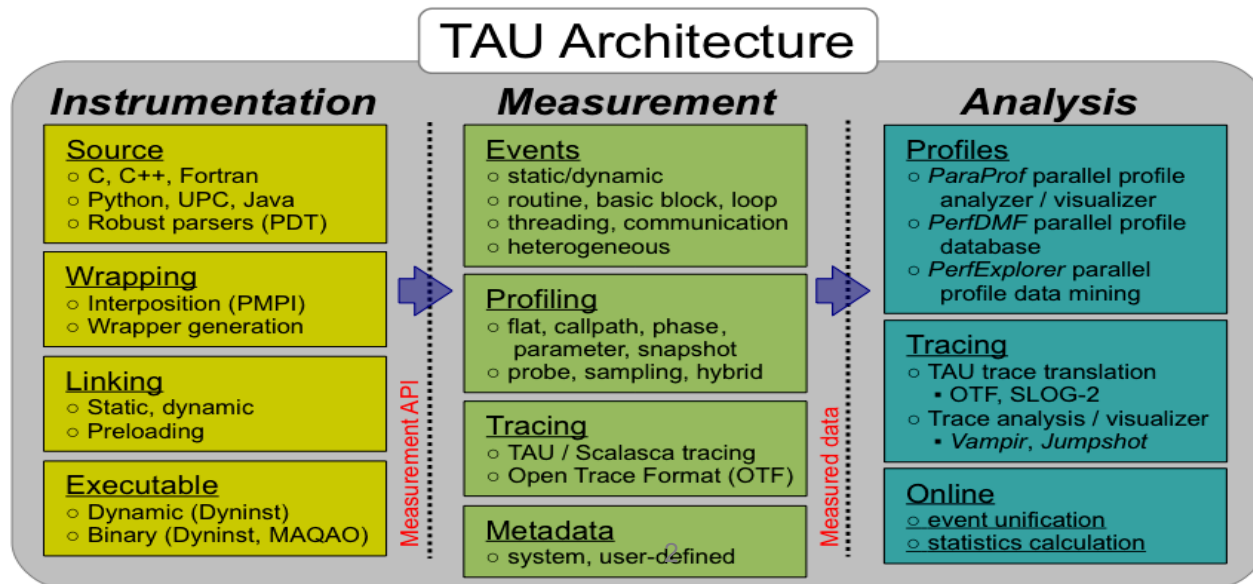 TAU Architecture
Instrumentation
Source
○ C, C++, Fortran
○ Python, UPC, Java
○ Robust parsers (PDT)
Wrapping
○ Interposition (PMPI)
○ Wrapper generation
Linking
○ Static, dynamic
○ Preloading
Executable
○ Dynamic (Dyninst)
○ Binary (Dyninst, MAQAO)
Measurement API
Measurement
Events
○ static/dynamic
○ routine, basic block, loop
○ threading, communication
○ heterogeneous
Profiling
○ flat, callpath, phase,
parameter, snapshot
○ probe, sampling, hybrid
Tracing
○ TAU / Scalasca tracing
○ Open Trace Format (OTF)
Metadata
○ system, user-defined
2
Measured data
Analysis
Profiles
○ ParaProf parallel profile
analyzer / visualizer
○ PerfDMF parallel profile
database
○ PerfExplorer parallel
profile data mining
Tracing
○ TAU trace translation
▪ OTF, SLOG-2
○ Trace analysis / visualizer
▪ Vampir, Jumpshot
Online
○ event unification
○ statistics calculation